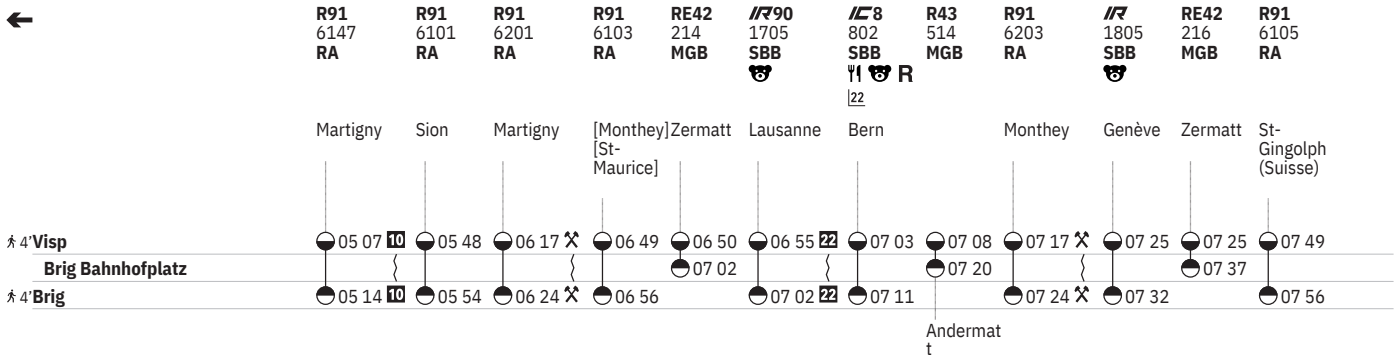 R91 R91 R91 R91 RE42 IR90 IC8 R43 R91 IR RE42 R91
6147 6101 6201 6103 214 1705 802 514 6203 1805 216 6105
RA RA RA RA MGB SBB SBB MGB RA SBB MGB RA
R
22
Martigny Sion Martigny [Monthey] Zermatt Lausanne Bern Monthey Genève Zermatt St-
[St- Gingolph
Maurice] (Suisse)
4' Visp 05 07 10 05 48 06 17 06 49 06 50 06 55 22 07 03 07 08 07 17 07 25 07 25 07 49
Brig Bahnhofplatz 07 02 07 20 07 37
4' Brig 05 14 10 05 54 06 24 06 56 07 02 22 07 11 07 24 07 32 07 56
Andermat
t